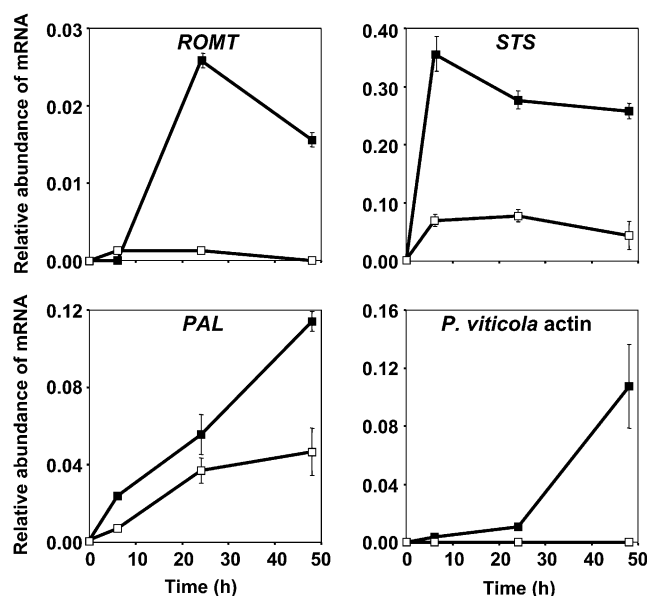 Relative abundance of mRNA
ROMT
0.03
0.02
0.01
0.00
STS
0.40
0.30
0.20
0.10
0.00
Relative abundance of mRNA
PAL
0.12
0.08
0.04
0.00
0 10 20 30 40 50
Time (h)
P. viticola actin
0.16
0.12
0.08
0.04
0.00
0 10 20 30 40 50
Time (h)